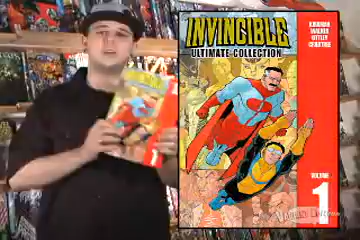 INVINCIBLE
ULTIMATE COLLECTION
KIRKMAN
WALKER
OTTLEY
CRABTREE
VOLUME
1